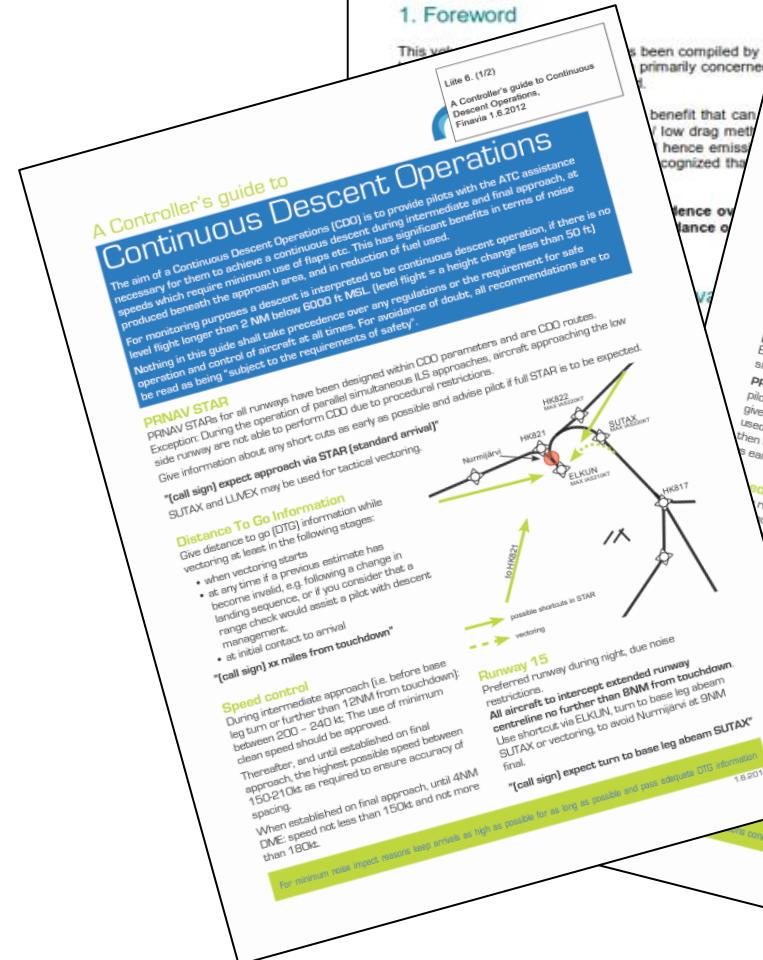 1. Foreword
This
been compiled by
primarily concerne
benefit that can
low drag meth
hence emiss
cognized tha
Liite 6. (1/2)
A Controller's guide to Continuous
Descent Operations,
Finavia 1.6.2012
A Controller's guide to
Continuous Descent Operations
The aim of a Continuous Descent Operations (CDO) is to provide pilots with the ATC assistance
necessary for them to achieve a continuous descent during intermediate and final approach, at
speeds which require minimum use of flaps etc. This has significant benefits in terms of noise
produced beneath the approach area, and in reduction of fuel used.
For monitoring purposes a descent is interpreted to be continuous descent operation, if there is no
level flight longer than 2 NM below 6000 ft MSL. (level flight = a height change less than 50 ft)
Nothing in this guide shall take precedence over any regulations or the requirement for safe
operation and control of aircraft at all times. For avoidance of doubt, all recommendations are to
be read as being "subject to the requirements of safety".
PRNAV STAR
PRNAV STARs for all runways have been designed within CDO parameters and are CDO routes.
Exception: During the operation of parallel simultaneous ILS approaches, aircraft approaching the low
side runway are not able to perform CDO due to procedural restrictions.
Give information about any short cuts as early as possible and advise pilot if full STAR is to be expected.
"(call sign) expect approach via STAR (standard arrival)"
SUTAX and LUVEX may be used for tactical vectoring.
Distance To Go Information
Give distance to go (DTG) information while
vectoring at least in the following stages:
• when vectoring starts
• at any time if a previous estimate has
become invalid, e.g. following a change in
landing sequence, or if you consider that a
range check would assist a pilot with descent
management.
• at initial contact to arrival
"(call sign) xx miles from touchdown"
Speed control
During intermediate approach (i.e. before base
leg turn or further than 12NM from touchdown):
between 200 – 240 kt; The use of minimum
clean speed should be approved.
Thereafter, and until established on final
approach, the highest possible speed between
150-210kt as required to ensure accuracy of
spacing.
When established on final approach, until 4NM
DME: speed not less than 150kt and not more
than 180kt.
HK822
MAX IAS220KT
SUTAX
MAX IAS220KT
HK821
Nurmijärvi
ELKUN
MAX IAS210KT
HK817
to HK821
possible shortcuts in STAR
vectoring
Runway 15
Preferred runway during night, due noise
restrictions.
All aircraft to intercept extended runway
centreline no further than 8NM from touchdown.
Use shortcut via ELKUN, turn to base leg abeam
SUTAX or vectoring, to avoid Nurmijärvi at 9NM
final.
"(call sign) expect turn to base leg abeam SUTAX"
For minimum noise impact reasons keep arrivals as high as possible for as long as possible and pass adequate DTG information
1.6.201